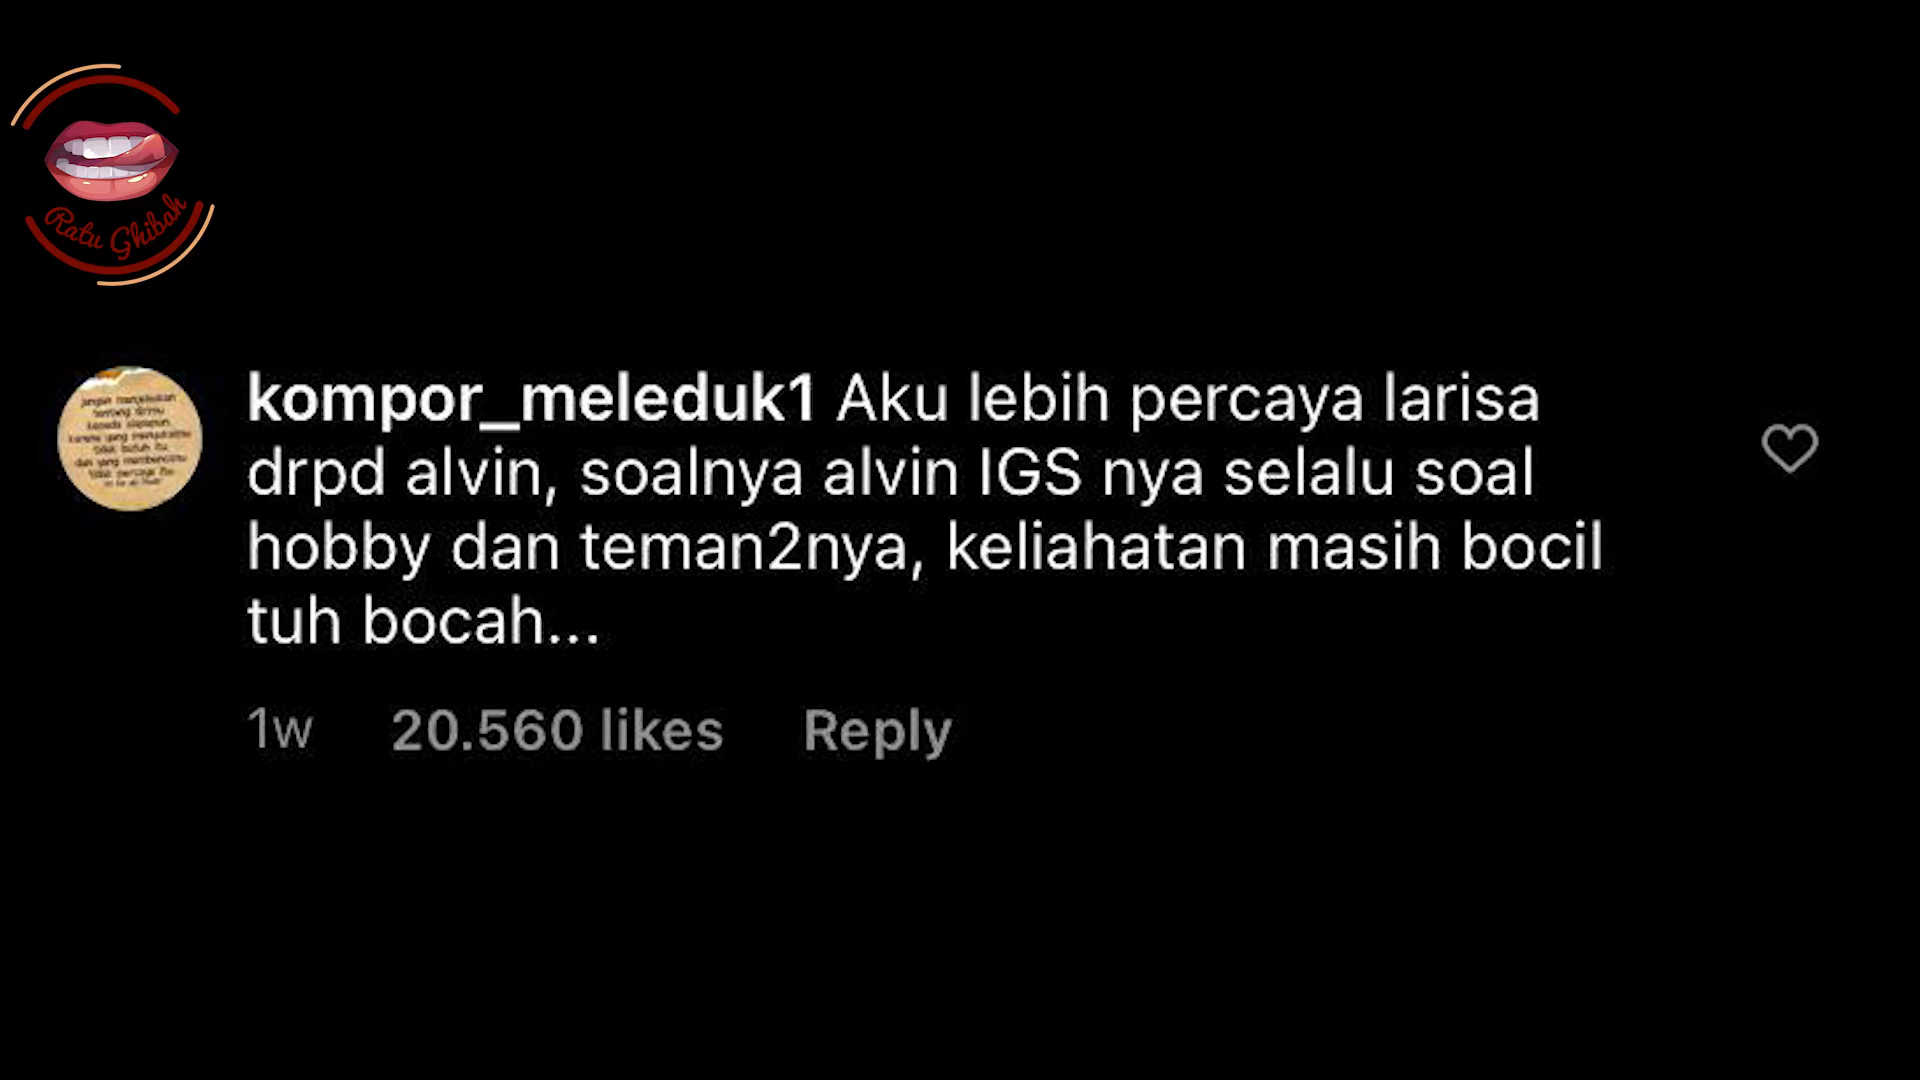 Ratu Ghibah
kompor_meleduk1 Aku lebih percaya larisa
drpd alvin, soalnya alvin IGS nya selalu soal
hobby dan teman2nya, keliahatan masih bocil
tuh bocah...
1w 20.560 likes Reply